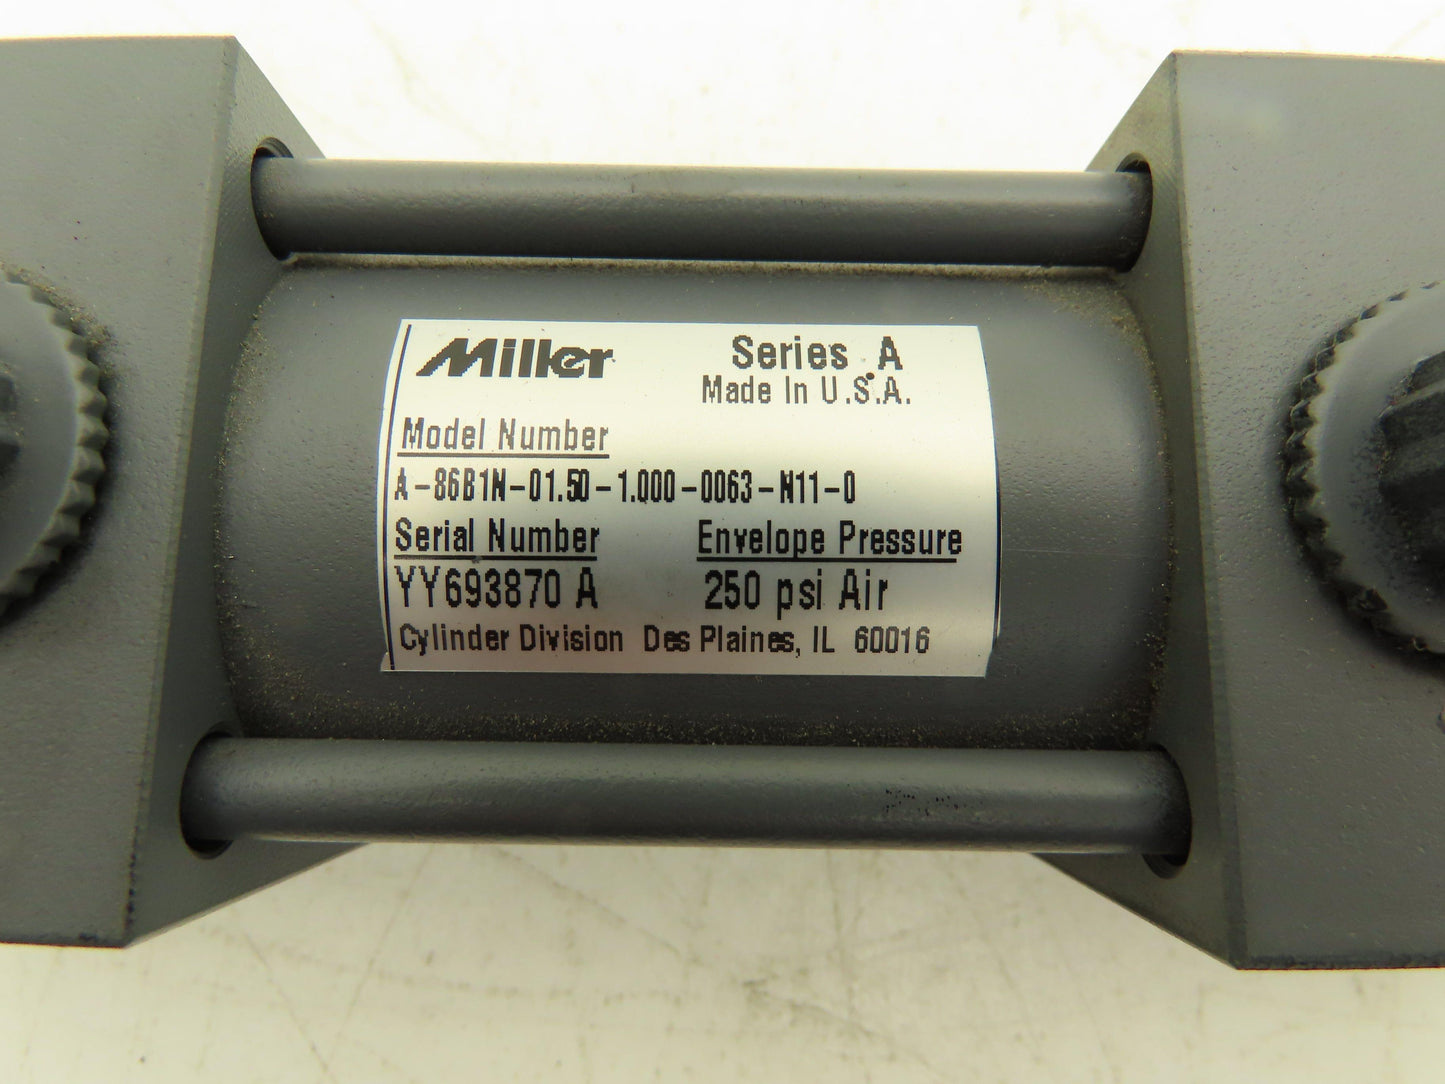 Miller Series A
Made In U.S.A.
Model Number
A-86B1N-01.50-1.000-0063-N11-0
Serial Number Envelope Pressure
YY693870 A 250 psi Air
Cylinder Division Des Plaines, IL 60016